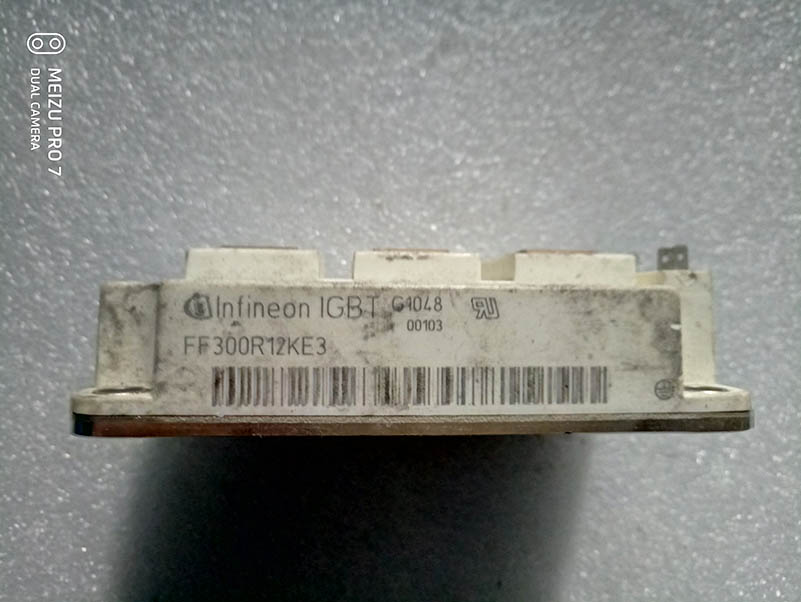 MEIZU PRO 7
DUAL CAMERA
Infineon IGBT G1048
00103
FF300R12KE3